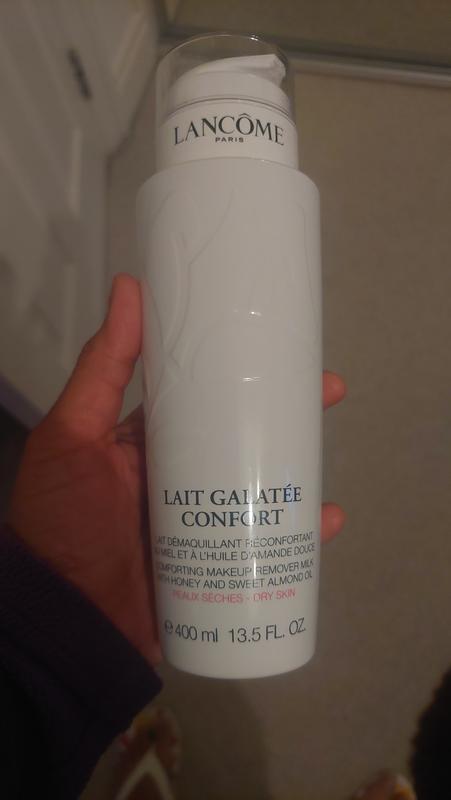 LANCÔME
PARIS
LAIT GALATÉE
CONFORT
LAIT DÉMAQUILLANT RÉCONFORTANT
AU MIEL ET À L'HUILE D'AMANDE DOUCE
COMFORTING MAKEUP REMOVER MILK
WITH HONEY AND SWEET ALMOND OIL
PEAUX SÈCHES - DRY SKIN
℮ 400 ml 13.5 FL. OZ.